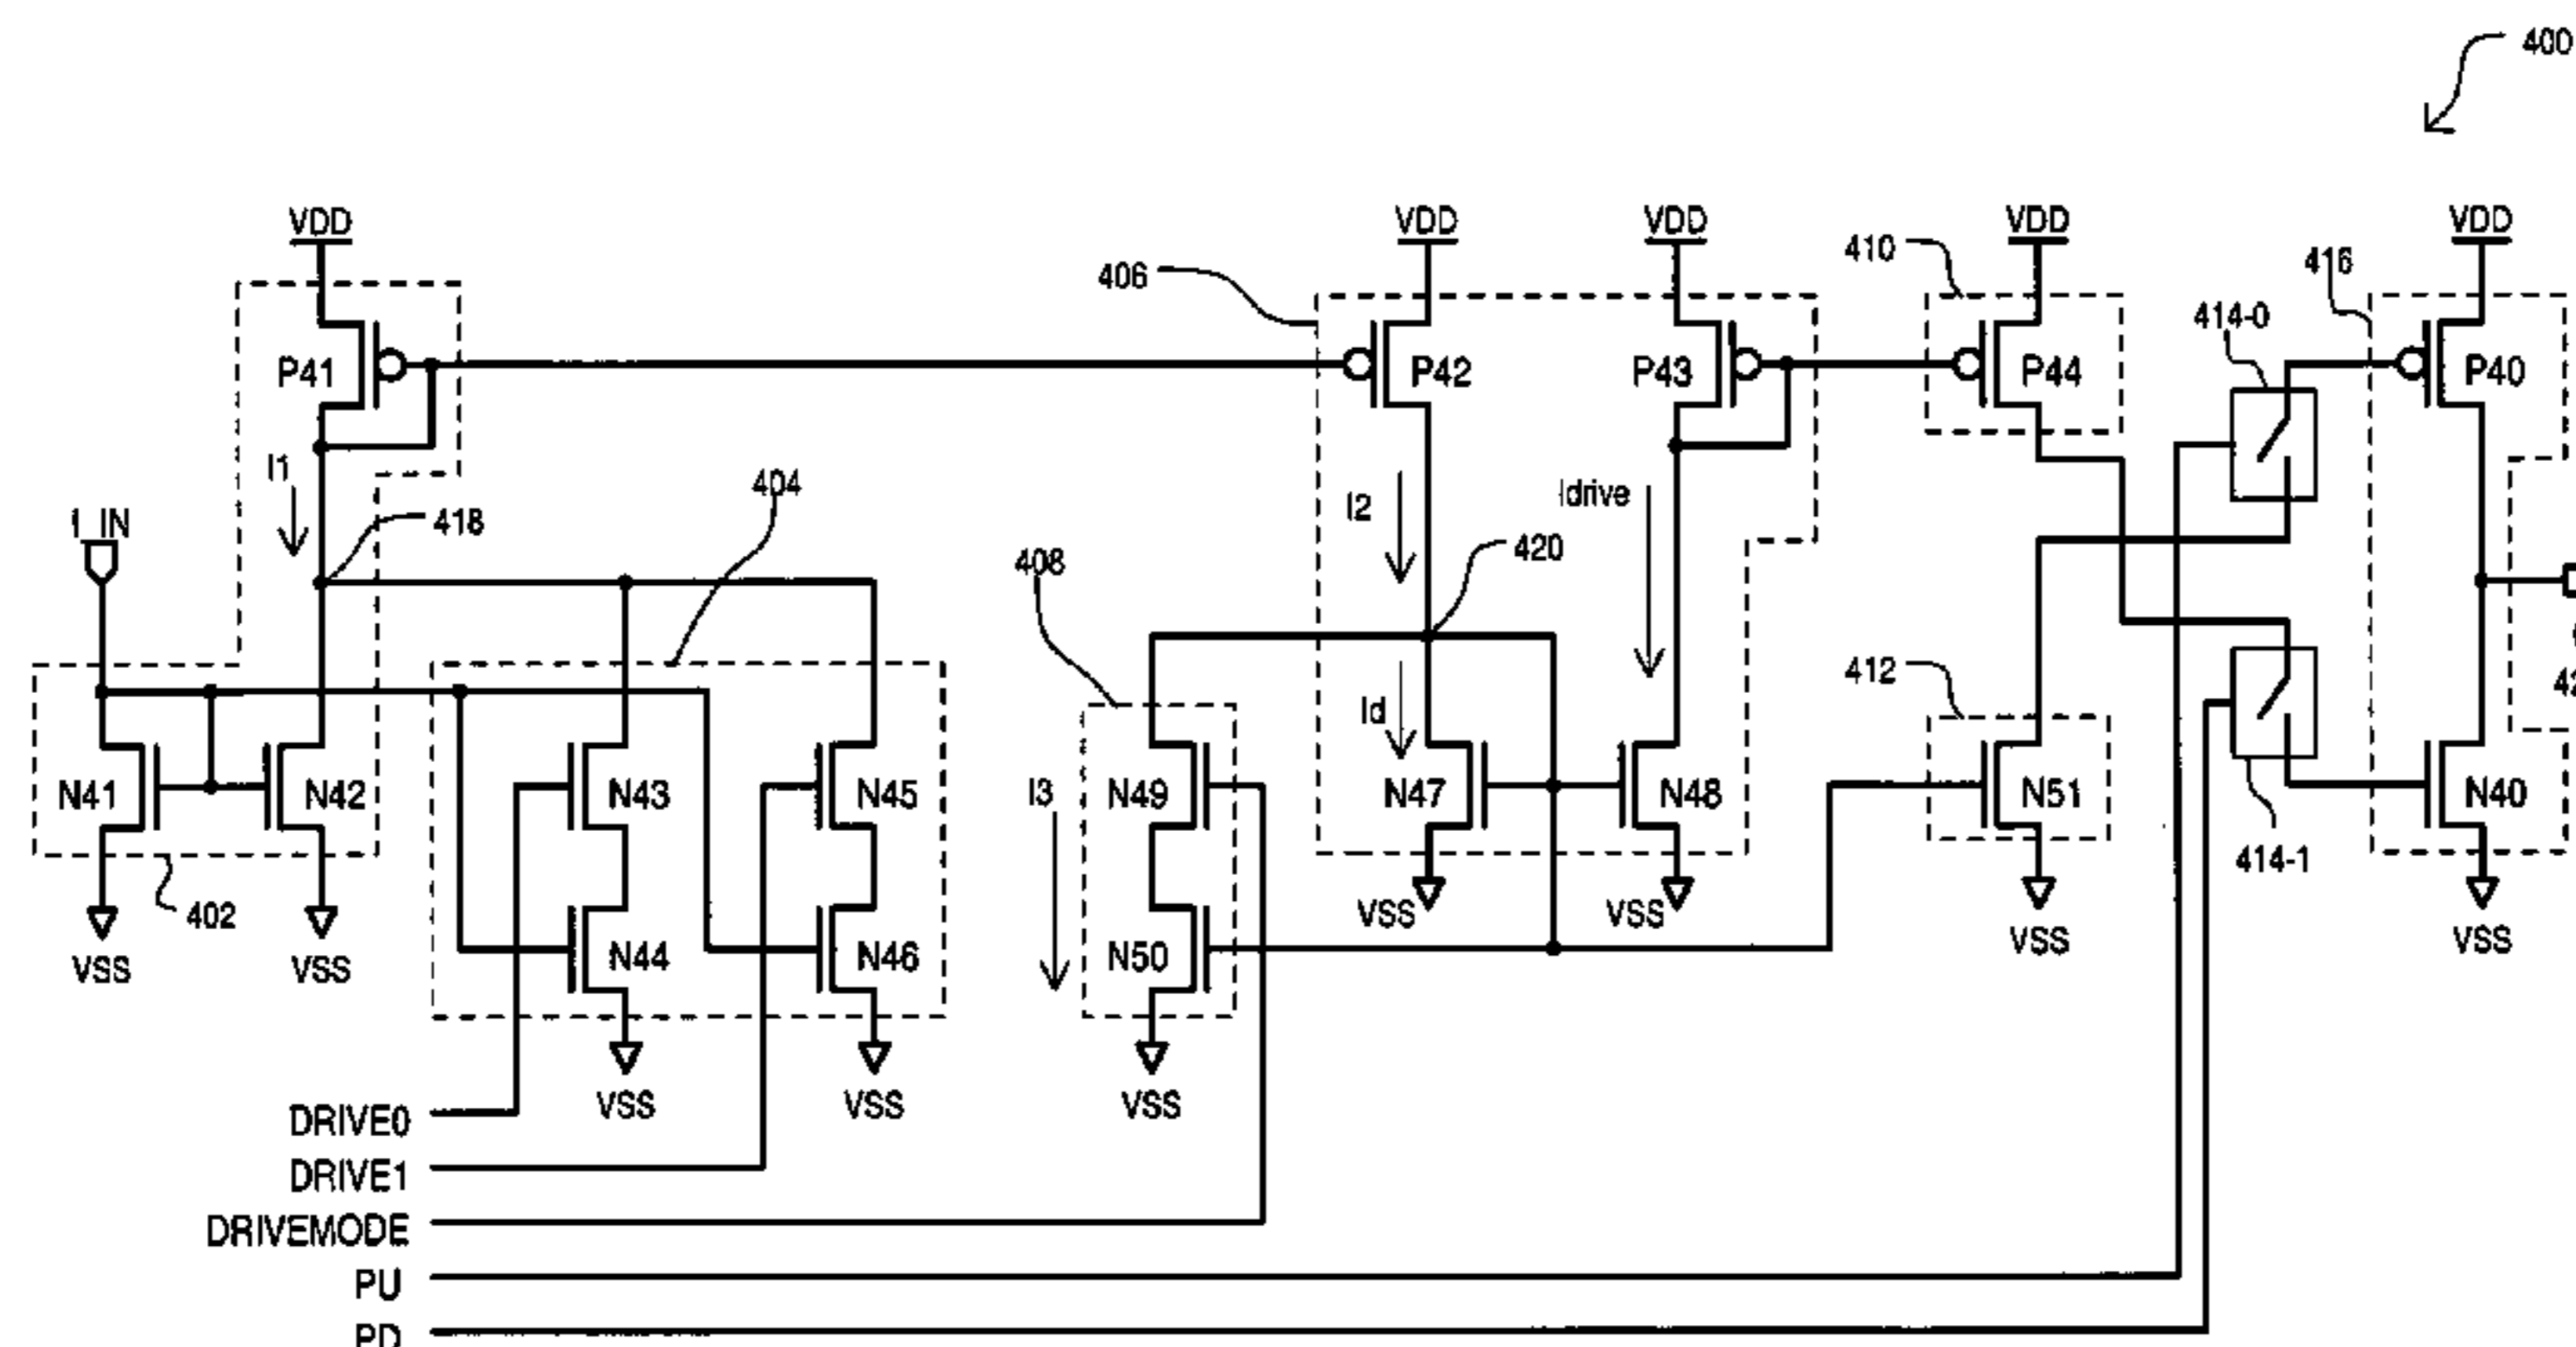 400
VDD
VDD
VDD
VDD
VDD
406
410
416
414-0
P41
P42
P43
P44
P40
I1
404
I2
Idrive
I_IN
418
408
420
412
Id
N41
N42
N43
N45
I3
N49
N47
N48
N51
N40
414-1
402
VSS
VSS
N44
N46
N50
VSS
VSS
VSS
VSS
VSS
VSS
VSS
VSS
DRIVE0
DRIVE1
DRIVEMODE
PU
PD